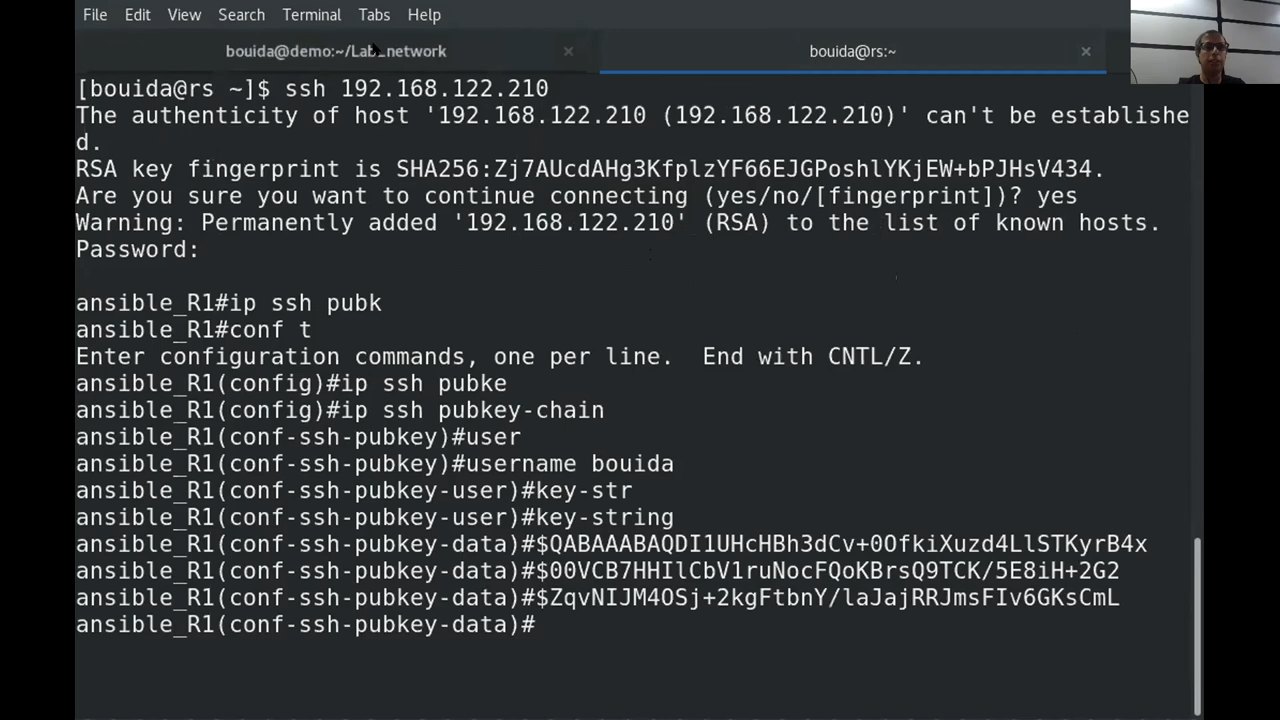 File Edit View Search Terminal Tabs Help
bouida@demo:~/Lab_network × bouida@rs:~ ×
[bouida@rs ~]$ ssh 192.168.122.210
The authenticity of host '192.168.122.210 (192.168.122.210)' can't be establishe
d.
RSA key fingerprint is SHA256:Zj7AUcdAHg3KfplzYF66EJGPoshlYKjEW+bPJHsV434.
Are you sure you want to continue connecting (yes/no/[fingerprint])? yes
Warning: Permanently added '192.168.122.210' (RSA) to the list of known hosts.
Password:
ansible_R1#ip ssh pubk
ansible_R1#conf t
Enter configuration commands, one per line.  End with CNTL/Z.
ansible_R1(config)#ip ssh pubke
ansible_R1(config)#ip ssh pubkey-chain
ansible_R1(conf-ssh-pubkey)#user
ansible_R1(conf-ssh-pubkey)#username bouida
ansible_R1(conf-ssh-pubkey-user)#key-str
ansible_R1(conf-ssh-pubkey-user)#key-string
ansible_R1(conf-ssh-pubkey-data)#$QABAAABAQDI1UHcHBh3dCv+0OfkiXuzd4LlSTKyrB4x
ansible_R1(conf-ssh-pubkey-data)#$00VCB7HHIlCbV1ruNocFQoKBrsQ9TCK/5E8iH+2G2
ansible_R1(conf-ssh-pubkey-data)#$ZqvNIJM4OSj+2kgFtbnY/laJajRRJmsFIv6GKsCmL
ansible_R1(conf-ssh-pubkey-data)#